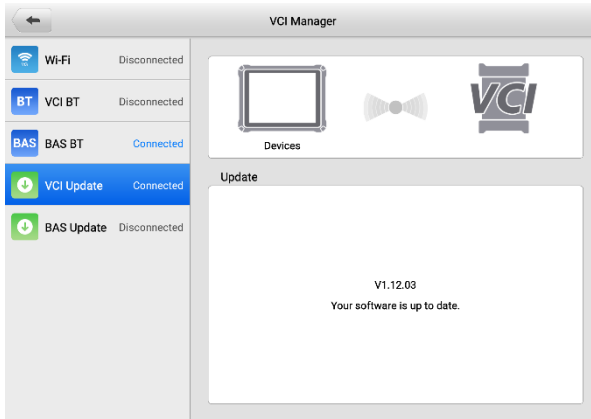 VCI Manager
Wi-Fi Disconnected
BT VCI BT Disconnected
BAS BAS BT Connected
VCI Update Connected
BAS Update Disconnected
VCI
Devices
Update
V1.12.03
Your software is up to date.